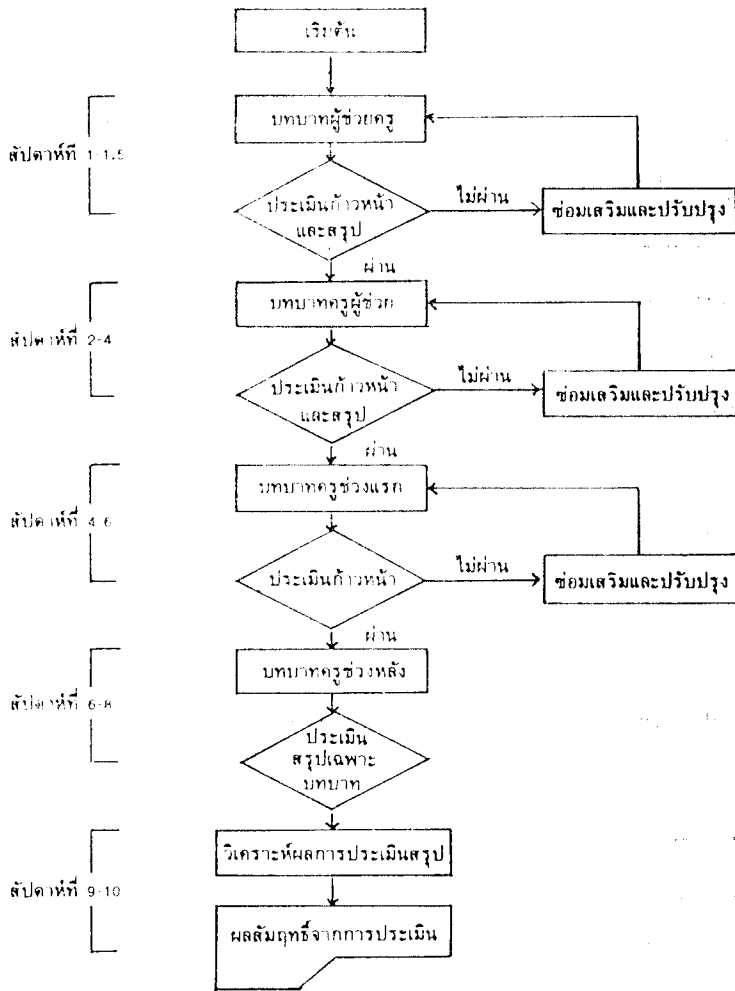 เริ่มต้น
บทบาทผู้ช่วยครู
สัปดาห์ที่ 1-1.5
ประเมินก้าวหน้า
และสรุป
ไม่ผ่าน
ซ่อมเสริมและปรับปรุง
ผ่าน
บทบาทครูผู้ช่วย
สัปดาห์ที่ 2-4
ประเมินก้าวหน้า
และสรุป
ไม่ผ่าน
ซ่อมเสริมและปรับปรุง
ผ่าน
บทบาทครูช่วงแรก
สัปดาห์ที่ 4-6
ประเมินก้าวหน้า
ไม่ผ่าน
ซ่อมเสริมและปรับปรุง
ผ่าน
บทบาทครูช่วงหลัง
สัปดาห์ที่ 6-8
ประเมิน
สรุปเฉพาะ
บทบาท
วิเคราะห์ผลการประเมินสรุป
สัปดาห์ที่ 9-10
ผลสัมฤทธิ์จากการประเมิน